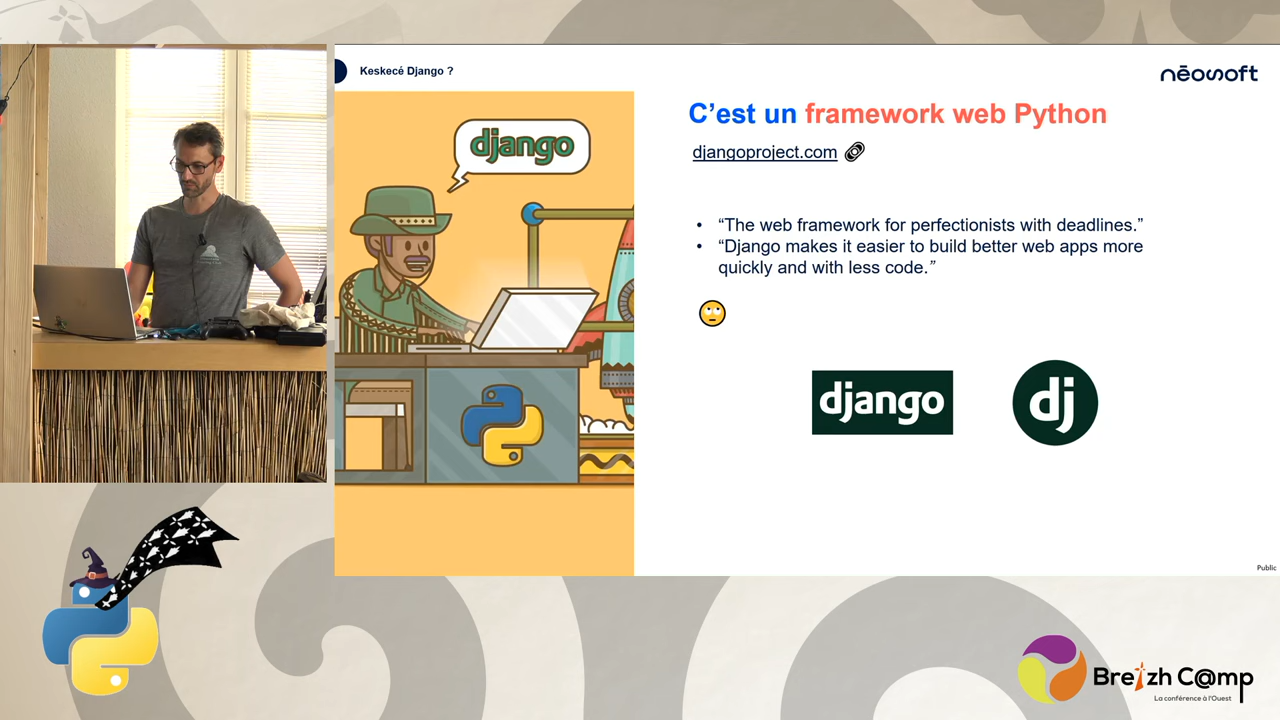 Keskecé Django ?
nēosoft
django
C’est un framework web Python
djangoproject.com
• “The web framework for perfectionists with deadlines.”
• “Django makes it easier to build better web apps more
quickly and with less code.”
django
dj
Public
Breizh C@mp
La conférence à l'Ouest